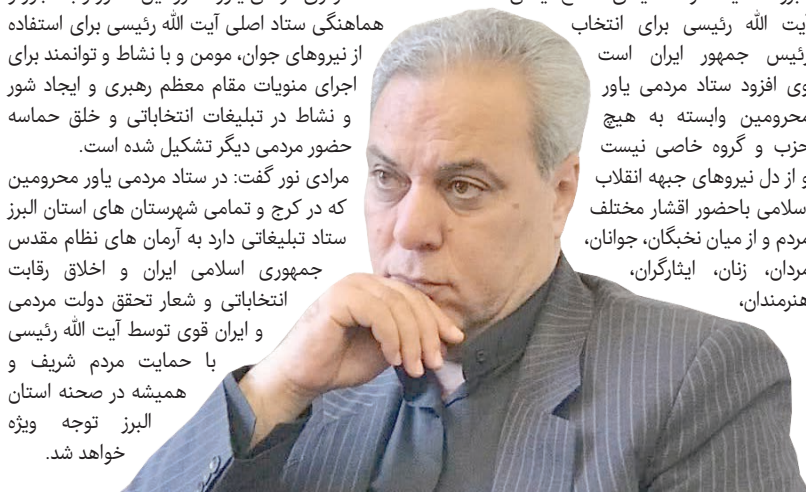 آیت الله رئیسی برای انتخاب
رئیس جمهور ایران است
وی افزود ستاد مردمی یاور
محرومین وابسته به هیچ
حزب و گروه خاصی نیست
و از دل نیروهای جبهه انقلاب
اسلامی باحضور اقشار مختلف
مردم و از میان نخبگان، جوانان،
مردان، زنان، ایثارگران،
هنرمندان،
هماهنگی ستاد اصلی آیت الله رئیسی برای استفاده
از نیروهای جوان، مومن و با نشاط و توانمند برای
اجرای منویات مقام معظم رهبری و ایجاد شور
و نشاط در تبلیغات انتخاباتی و خلق حماسه
حضور مردمی دیگر تشکیل شده است.
مرادی نور گفت: در ستاد مردمی یاور محرومین
که در کرج و تمامی شهرستان های استان البرز
ستاد تبلیغاتی دارد به آرمان های نظام مقدس
جمهوری اسلامی ایران و اخلاق رقابت
انتخاباتی و شعار تحقق دولت مردمی
و ایران قوی توسط آیت الله رئیسی
با حمایت مردم شریف و
همیشه در صحنه استان
البرز توجه ویژه
خواهد شد.